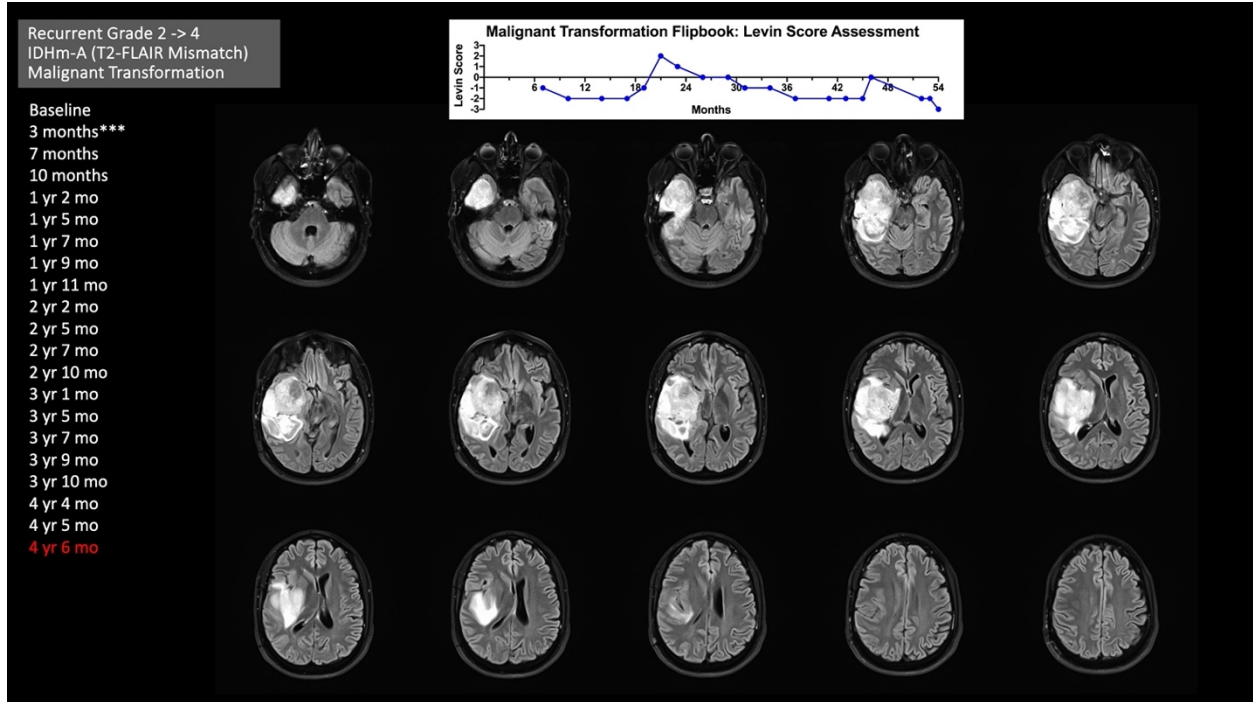 Recurrent Grade 2 -> 4
IDHm-A (T2-FLAIR Mismatch)
Malignant Transformation
Malignant Transformation Flipbook: Levin Score Assessment
Levin Score
3
2
1
0
-1
-2
-3
6 12 18 24 30 36 42 48 54
Months
Baseline
3 months***
7 months
10 months
1 yr 2 mo
1 yr 5 mo
1 yr 7 mo
1 yr 9 mo
1 yr 11 mo
2 yr 2 mo
2 yr 5 mo
2 yr 7 mo
2 yr 10 mo
3 yr 1 mo
3 yr 5 mo
3 yr 7 mo
3 yr 9 mo
3 yr 10 mo
4 yr 4 mo
4 yr 5 mo
4 yr 6 mo